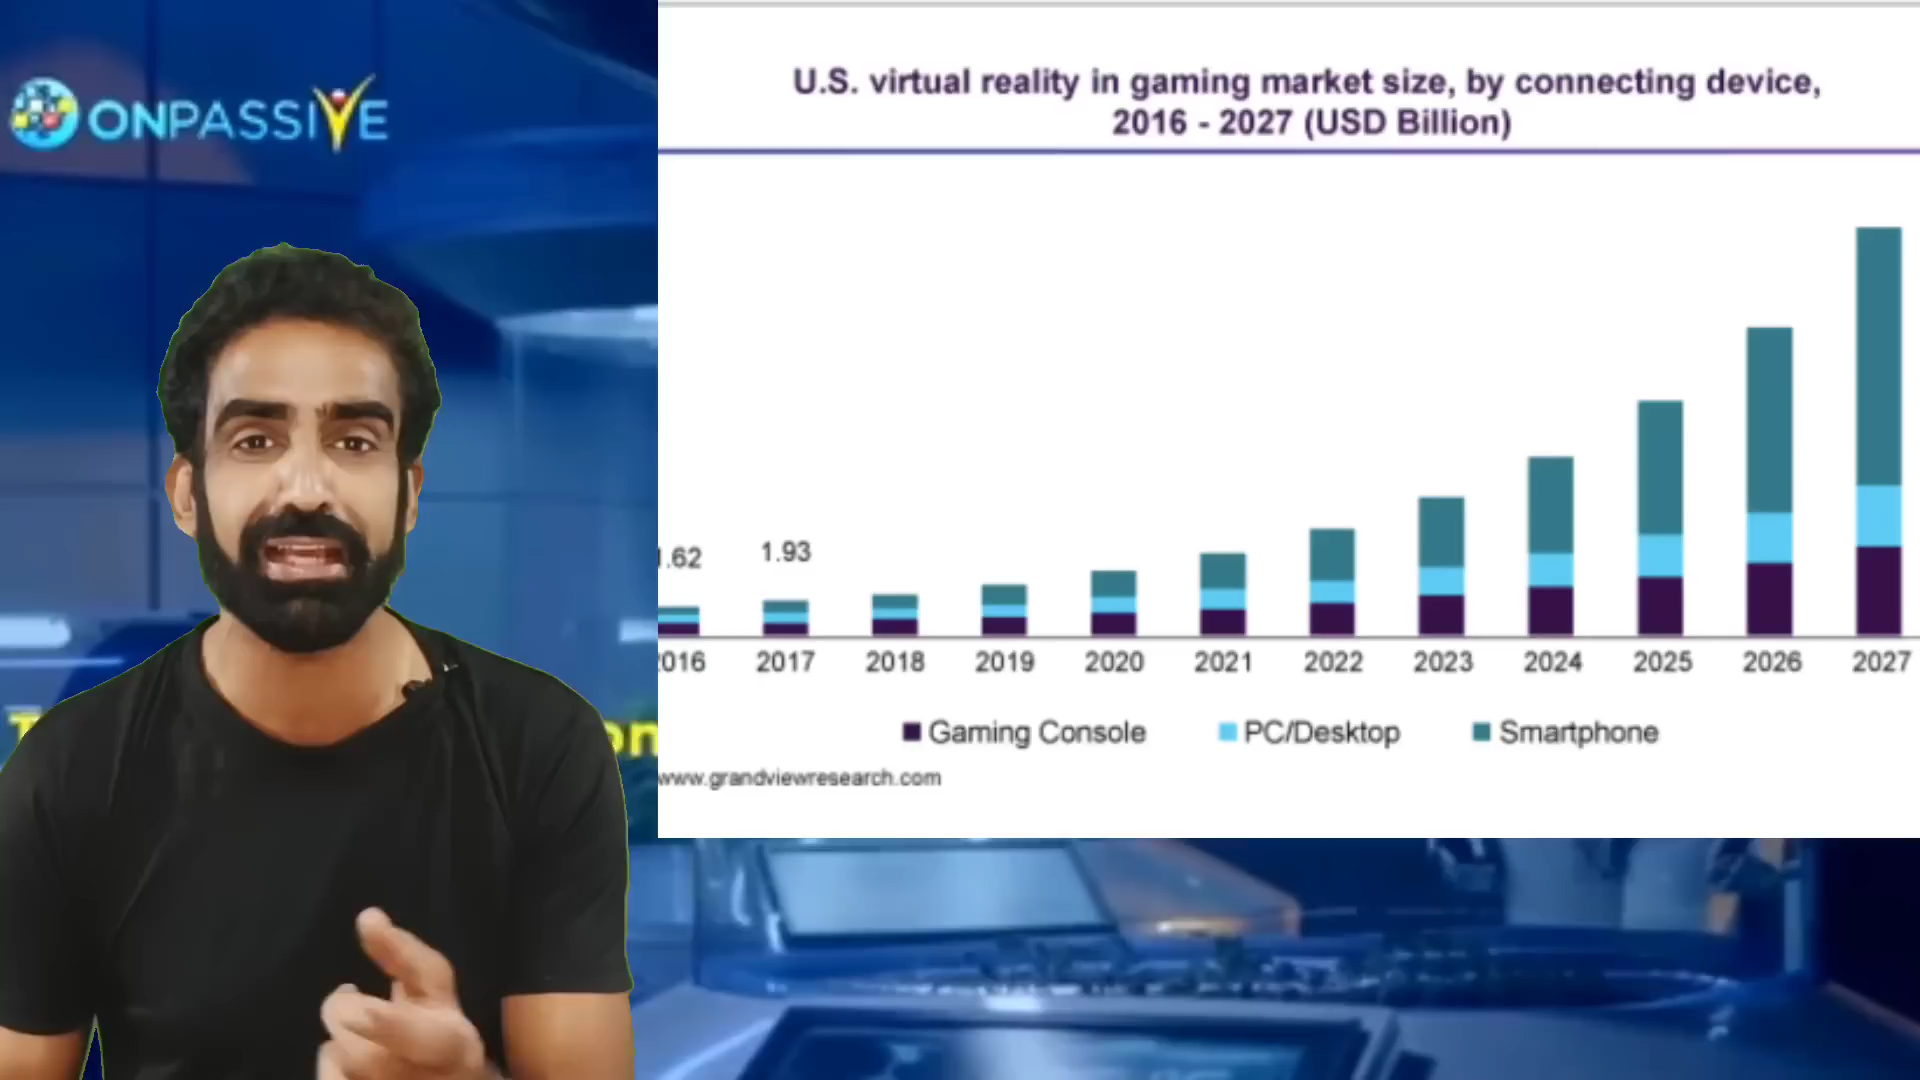 ONPASSIVE
U.S. virtual reality in gaming market size, by connecting device,
2016 - 2027 (USD Billion)
1.93
.62
2017 2018 2019 2020 2021 2022 2023 2024 2025 2026 2027
Gaming Console PC/Desktop Smartphone
www.grandviewresearch.com